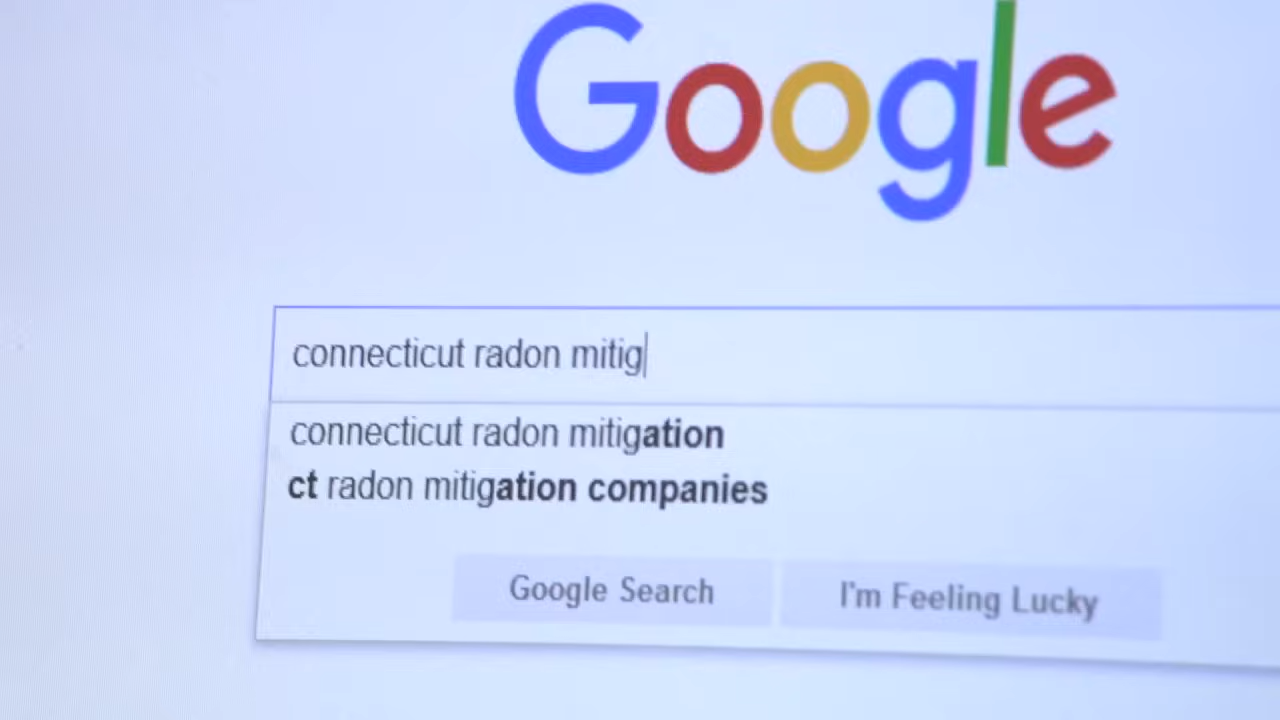 Google
connecticut radon mitig
connecticut radon mitigation
ct radon mitigation companies
Google Search
I'm Feeling Lucky